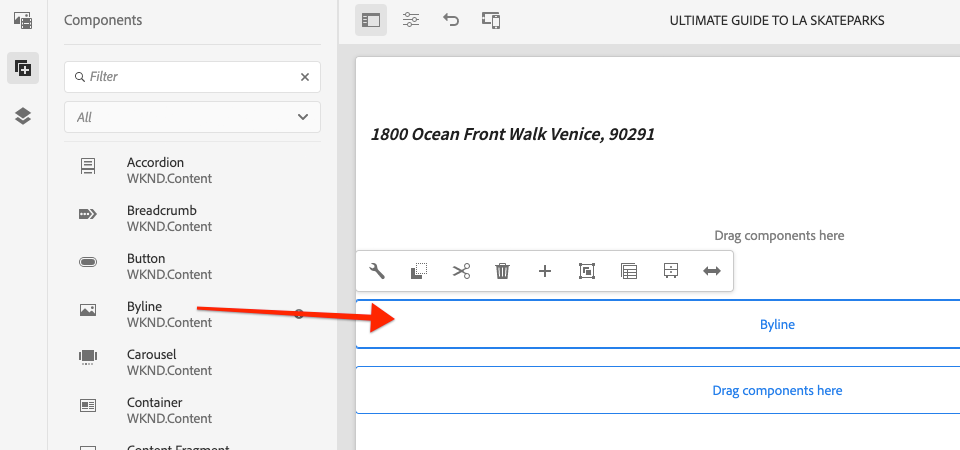 Components
ULTIMATE GUIDE TO LA SKATEPARKS
Filter
All
Accordion
WKND.Content
Breadcrumb
WKND.Content
Button
WKND.Content
Byline
WKND.Content
Carousel
WKND.Content
Container
WKND.Content
Content Fragment
1800 Ocean Front Walk Venice, 90291
Drag components here
Byline
Drag components here